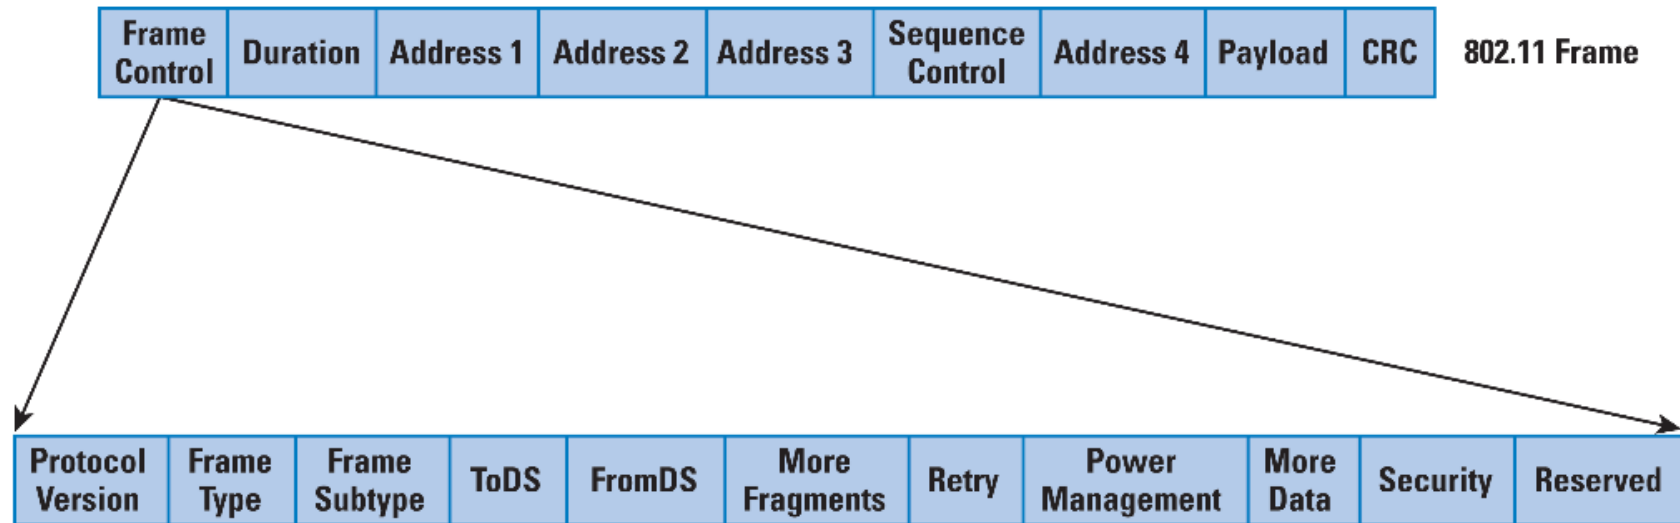 Frame Control
Duration
Address 1
Address 2
Address 3
Sequence Control
Address 4
Payload
CRC
802.11 Frame
Protocol Version
Frame Type
Frame Subtype
ToDS
FromDS
More Fragments
Retry
Power Management
More Data
Security
Reserved